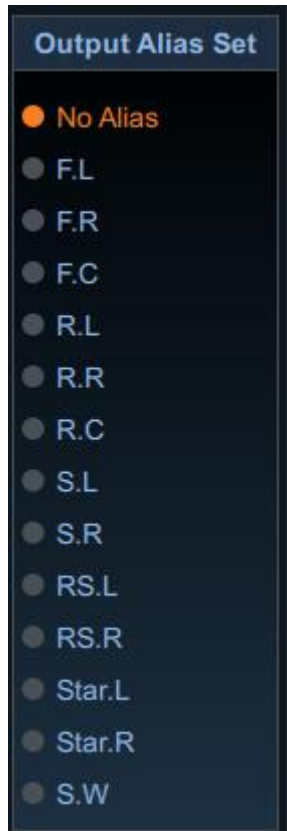 Output Alias Set
No Alias
F.L
F.R
F.C
R.L
R.R
R.C
S.L
S.R
RS.L
RS.R
Star.L
Star.R
S.W